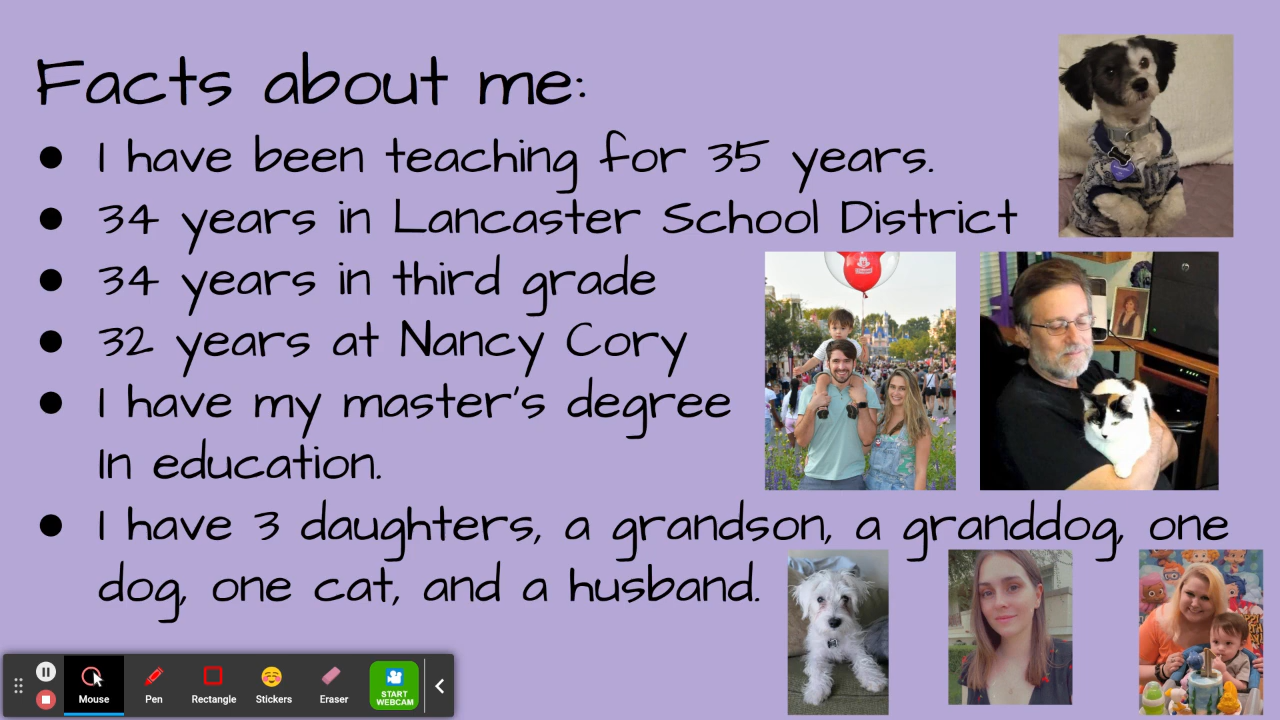 Facts about me:
● I have been teaching for 35 years.
● 34 years in Lancaster School District
● 34 years in third grade
● 32 years at Nancy Cory
● I have my master's degree
In education.
● I have 3 daughters, a grandson, a granddog, one
dog, one cat, and a husband.
Mouse
Pen
Rectangle
Stickers
Eraser
START
WEBCAM